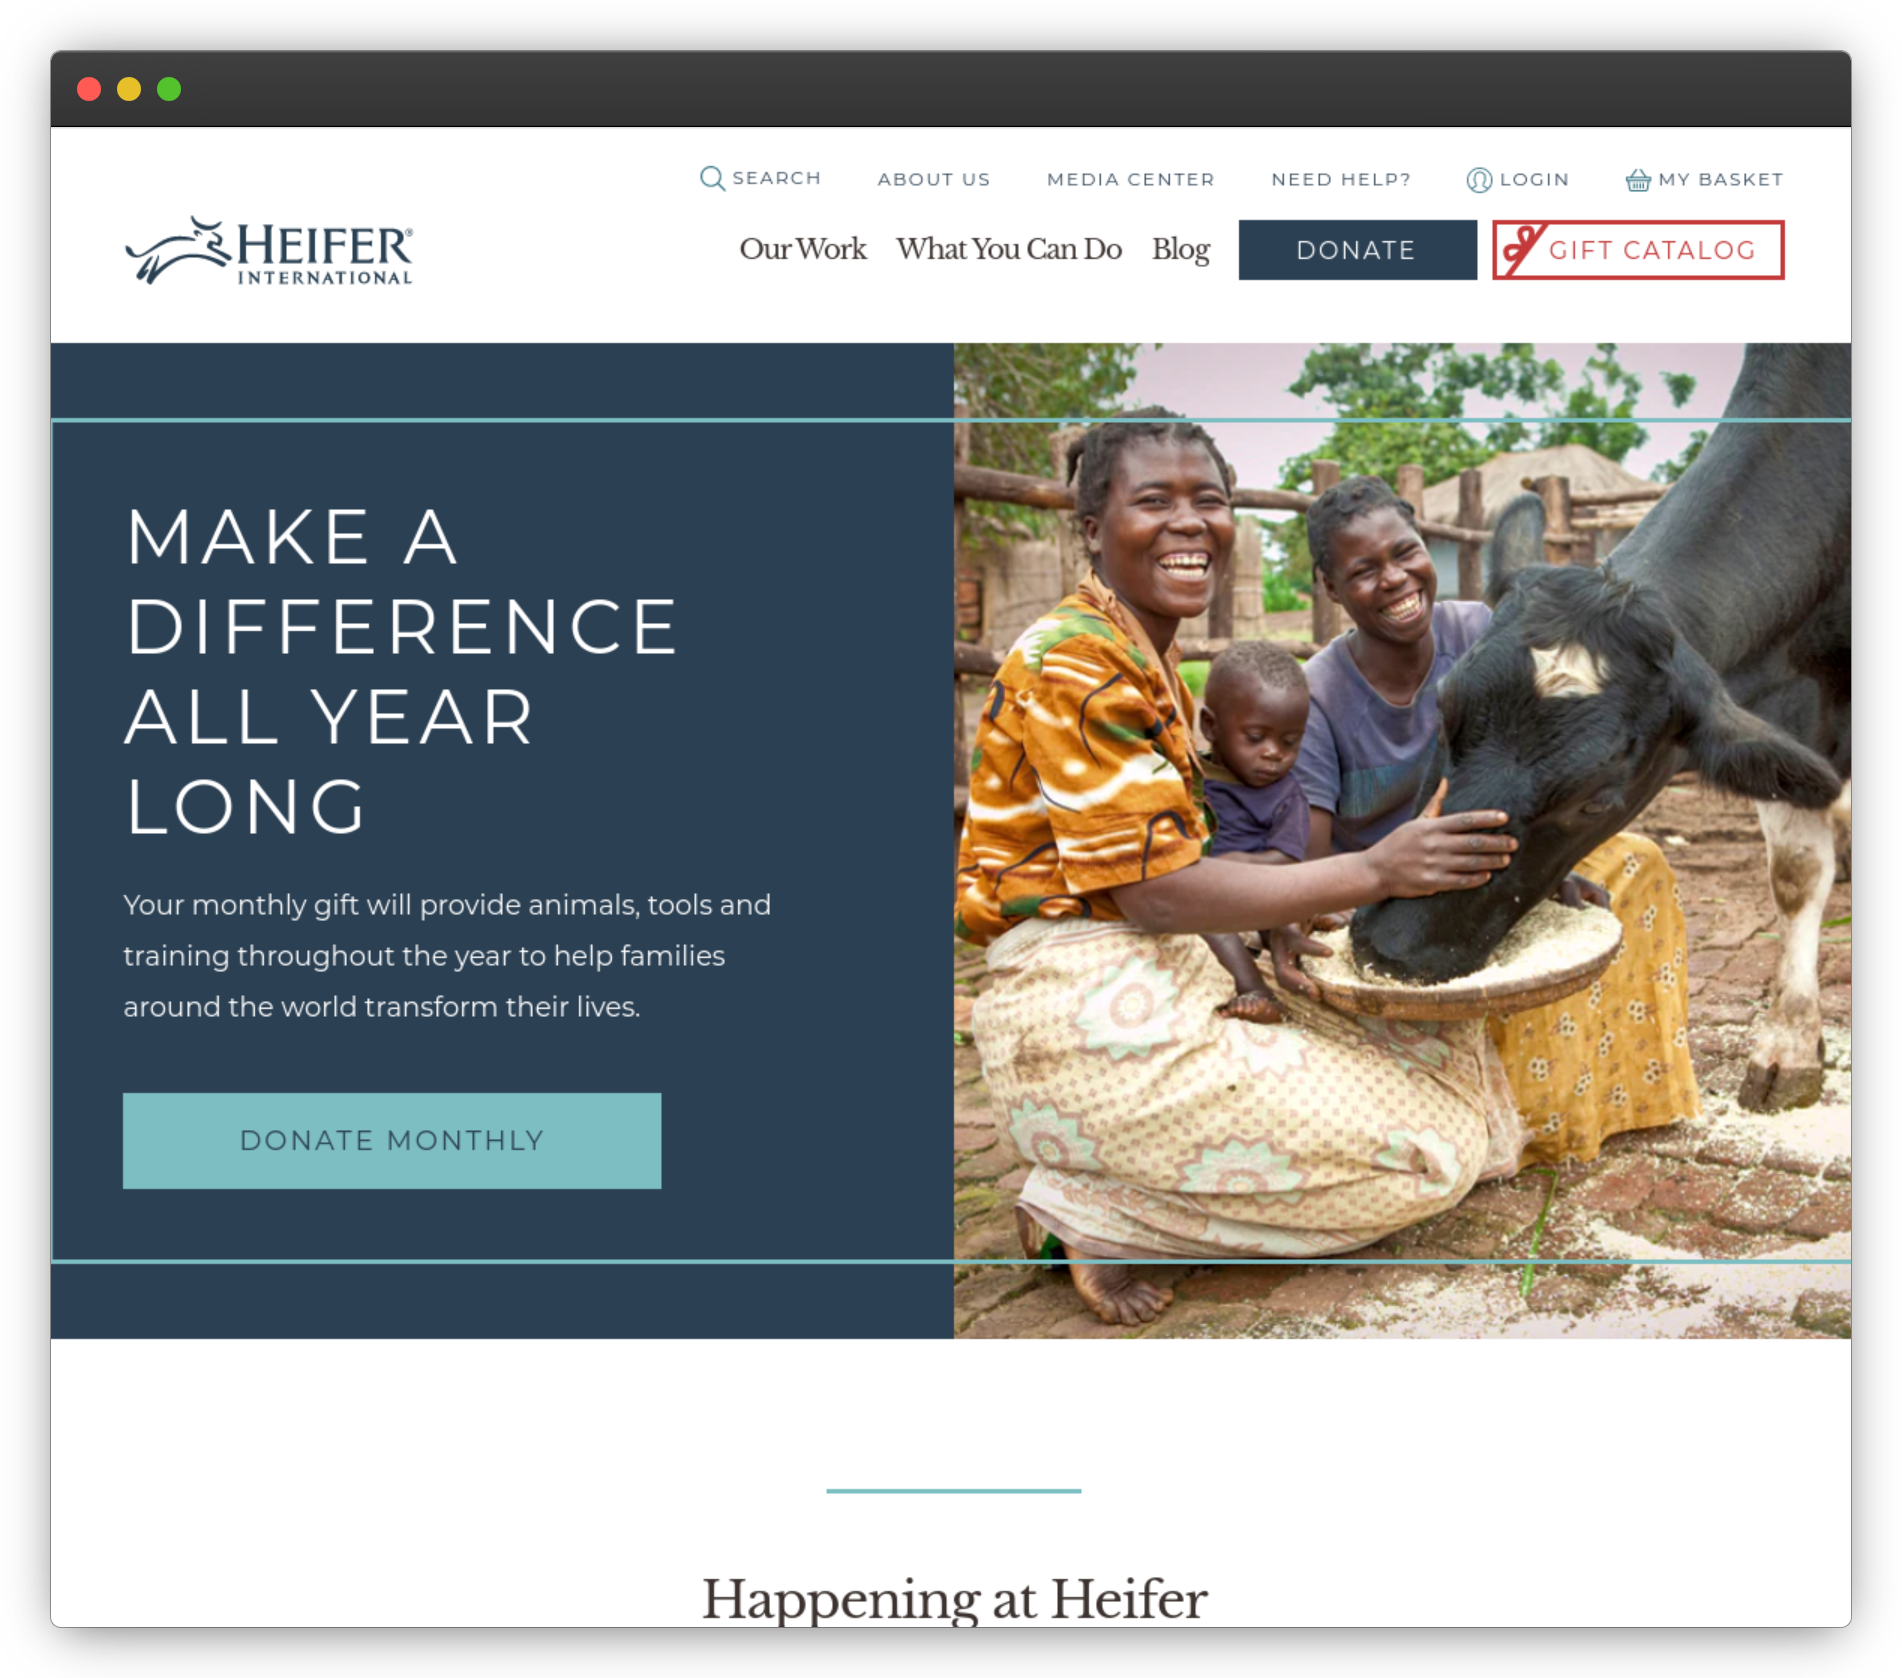 SEARCH
ABOUT US
MEDIA CENTER
NEED HELP?
LOGIN
MY BASKET
HEIFER®
INTERNATIONAL
Our Work
What You Can Do
Blog
DONATE
GIFT CATALOG
MAKE A
DIFFERENCE
ALL YEAR
LONG
Your monthly gift will provide animals, tools and
training throughout the year to help families
around the world transform their lives.
DONATE MONTHLY
Happening at Heifer